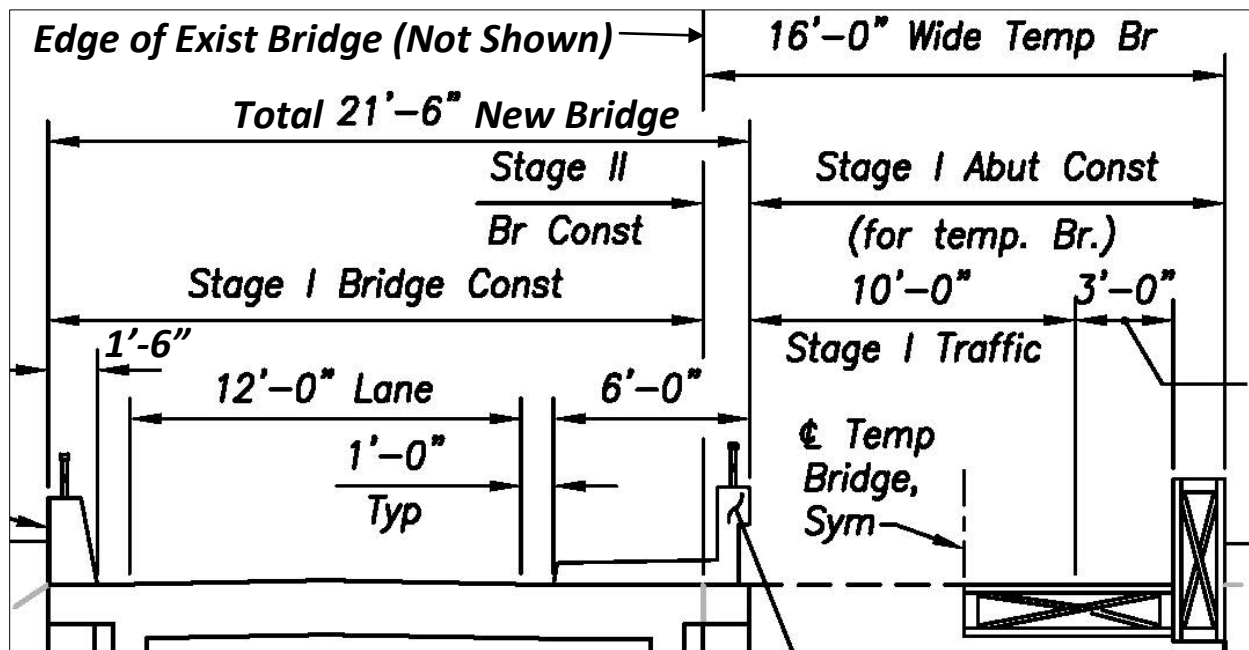 Edge of Exist Bridge (Not Shown)
16'-0" Wide Temp Br
Total 21'-6" New Bridge
Stage II
Br Const
Stage I Abut Const
(for temp. Br.)
Stage I Bridge Const
10'-0"
3'-0"
Stage I Traffic
1'-6”
12'-0" Lane
6'-0"
1'-0"
Typ
℄ Temp
Bridge,
Sym